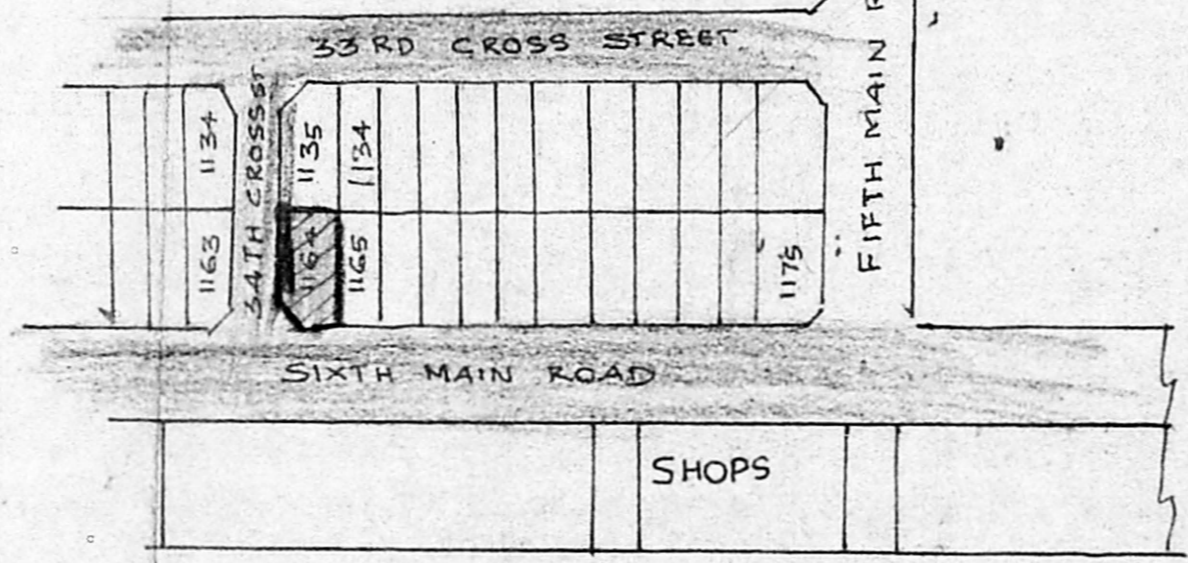 33RD CROSS STREET
FIFTH MAIN R
34TH CROSS ST
1134
1135
1134
1163
1164
1165
1175
SIXTH MAIN ROAD
SHOPS